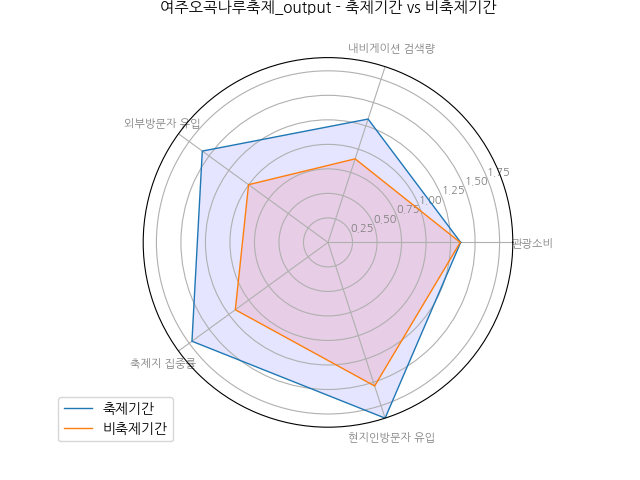 여주오곡나루축제_output - 축제기간 vs 비축제기간
내비게이션 검색량
외부방문자 유입
관광소비
축제지 집중률
현지인방문자 유입
0.25
0.50
0.75
1.00
1.25
1.50
1.75
축제기간
비축제기간